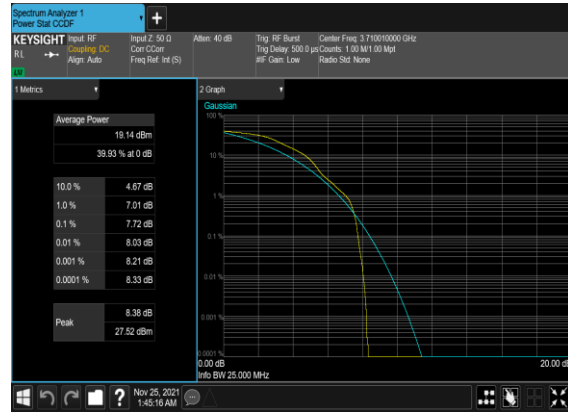 Spectrum Analyzer 1
Power Stat CCDF
+
KEYSIGHT
RL
Input: RF
Coupling: DC
Align: Auto
Input Z: 50 Ω
Corr CCorr
Freq Ref: Int (S)
Atten: 40 dB
Trig: RF Burst
Trig Delay: 500.0 µs
#IF Gain: Low
Center Freq: 3.710010000 GHz
Counts: 1.00 M/1.00 Mpt
Radio Std: None
1 Metrics
Average Power
19.14 dBm
39.93 % at 0 dB
10.0 % 4.67 dB
1.0 % 7.01 dB
0.1 % 7.72 dB
0.01 % 8.03 dB
0.001 % 8.21 dB
0.0001 % 8.33 dB
Peak
8.38 dB
27.52 dBm
2 Graph
Gaussian
100 %
10 %
1 %
0.1 %
0.01 %
0.001 %
0.0001 %
0.00 dB
20.00 dB
Info BW 25.000 MHz
?
Nov 25, 2021
1:45:16 AM